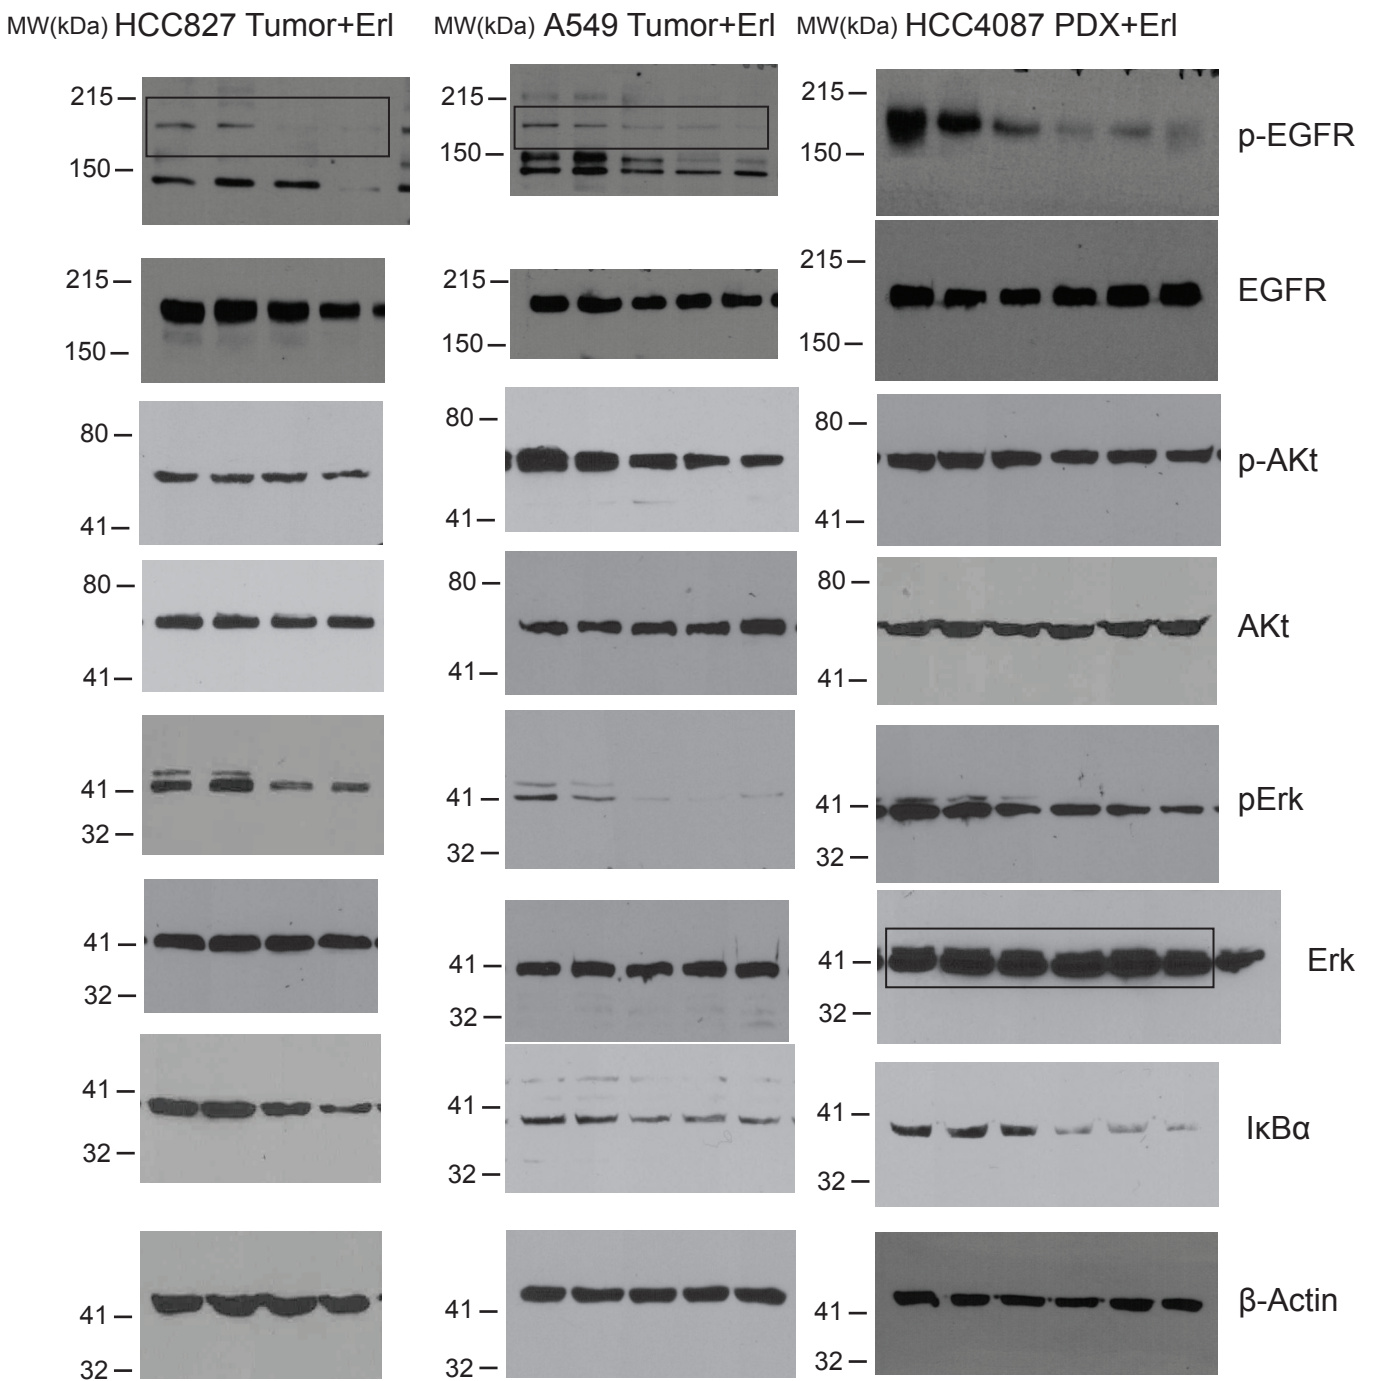 MW(kDa) HCC827 Tumor+Erl MW(kDa) A549 Tumor+Erl MW(kDa) HCC4087 PDX+Erl
215 215 215
150 150 150 p-EGFR
215 215 215
150 150 150 EGFR
80 80 80
41 41 41 p-AKt
80 80 80
41 41 41 AKt
41 41 41
32 32 32 pErk
41 41 41 Erk
32 32 32
41 41 41
32 32 32 IκBα
41 41 41 β-Actin
32 32 32